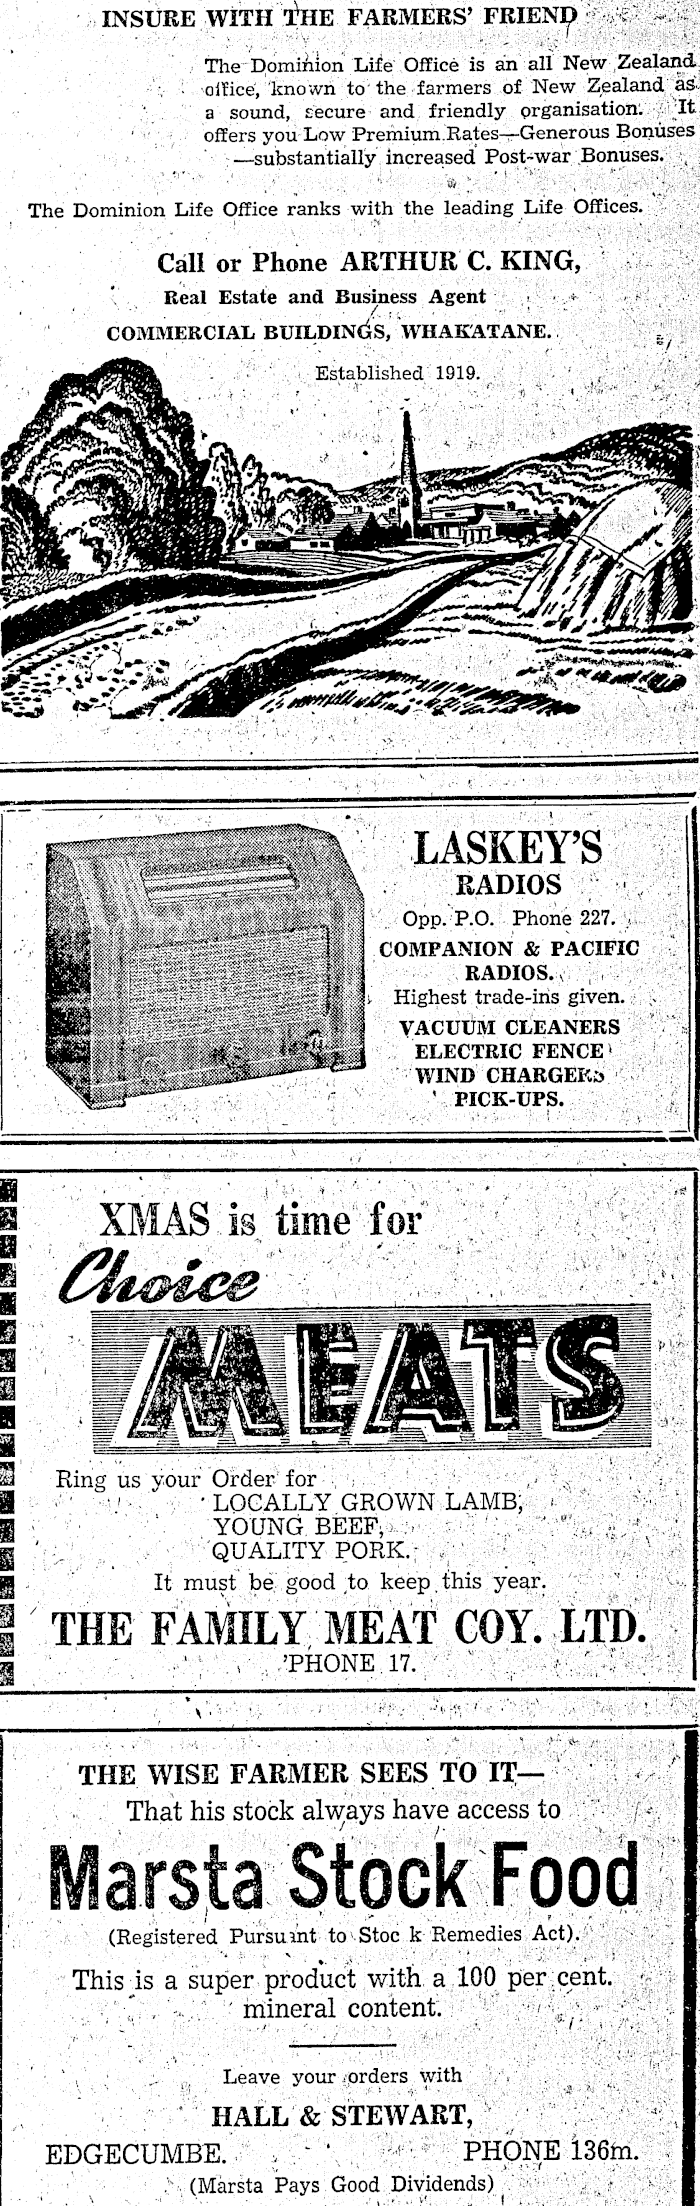 INSURE WITH THE FARMERS' FRIEND
The Dominion Life Office is an all New Zealand
office, known to the farmers of New Zealand as
a sound, secure and friendly organisation. It
offers you Low Premium Rates—Generous Bonuses
—substantially increased Post-war Bonuses.
The Dominion Life Office ranks with the leading Life Offices.
Call or Phone ARTHUR C. KING,
Real Estate and Business Agent
COMMERCIAL BUILDINGS, WHAKATANE.
Established 1919.
LASKEY'S
RADIOS
Opp. P.O. Phone 227.
COMPANION & PACIFIC
RADIOS.
Highest trade-ins given.
VACUUM CLEANERS
ELECTRIC FENCE
WIND CHARGERS
PICK-UPS.
XMAS is time for
Choice
MEATS
Ring us your Order for
LOCALLY GROWN LAMB,
YOUNG BEEF,
QUALITY PORK.
It must be good to keep this year.
THE FAMILY MEAT COY. LTD.
'PHONE 17.
THE WISE FARMER SEES TO IT—
That his stock always have access to
Marsta Stock Food
(Registered Pursuant to Stoc k Remedies Act).
This is a super product with a 100 per cent.
mineral content.
Leave your orders with
HALL & STEWART,
EDGECUMBE. PHONE 136m.
(Marsta Pays Good Dividends)